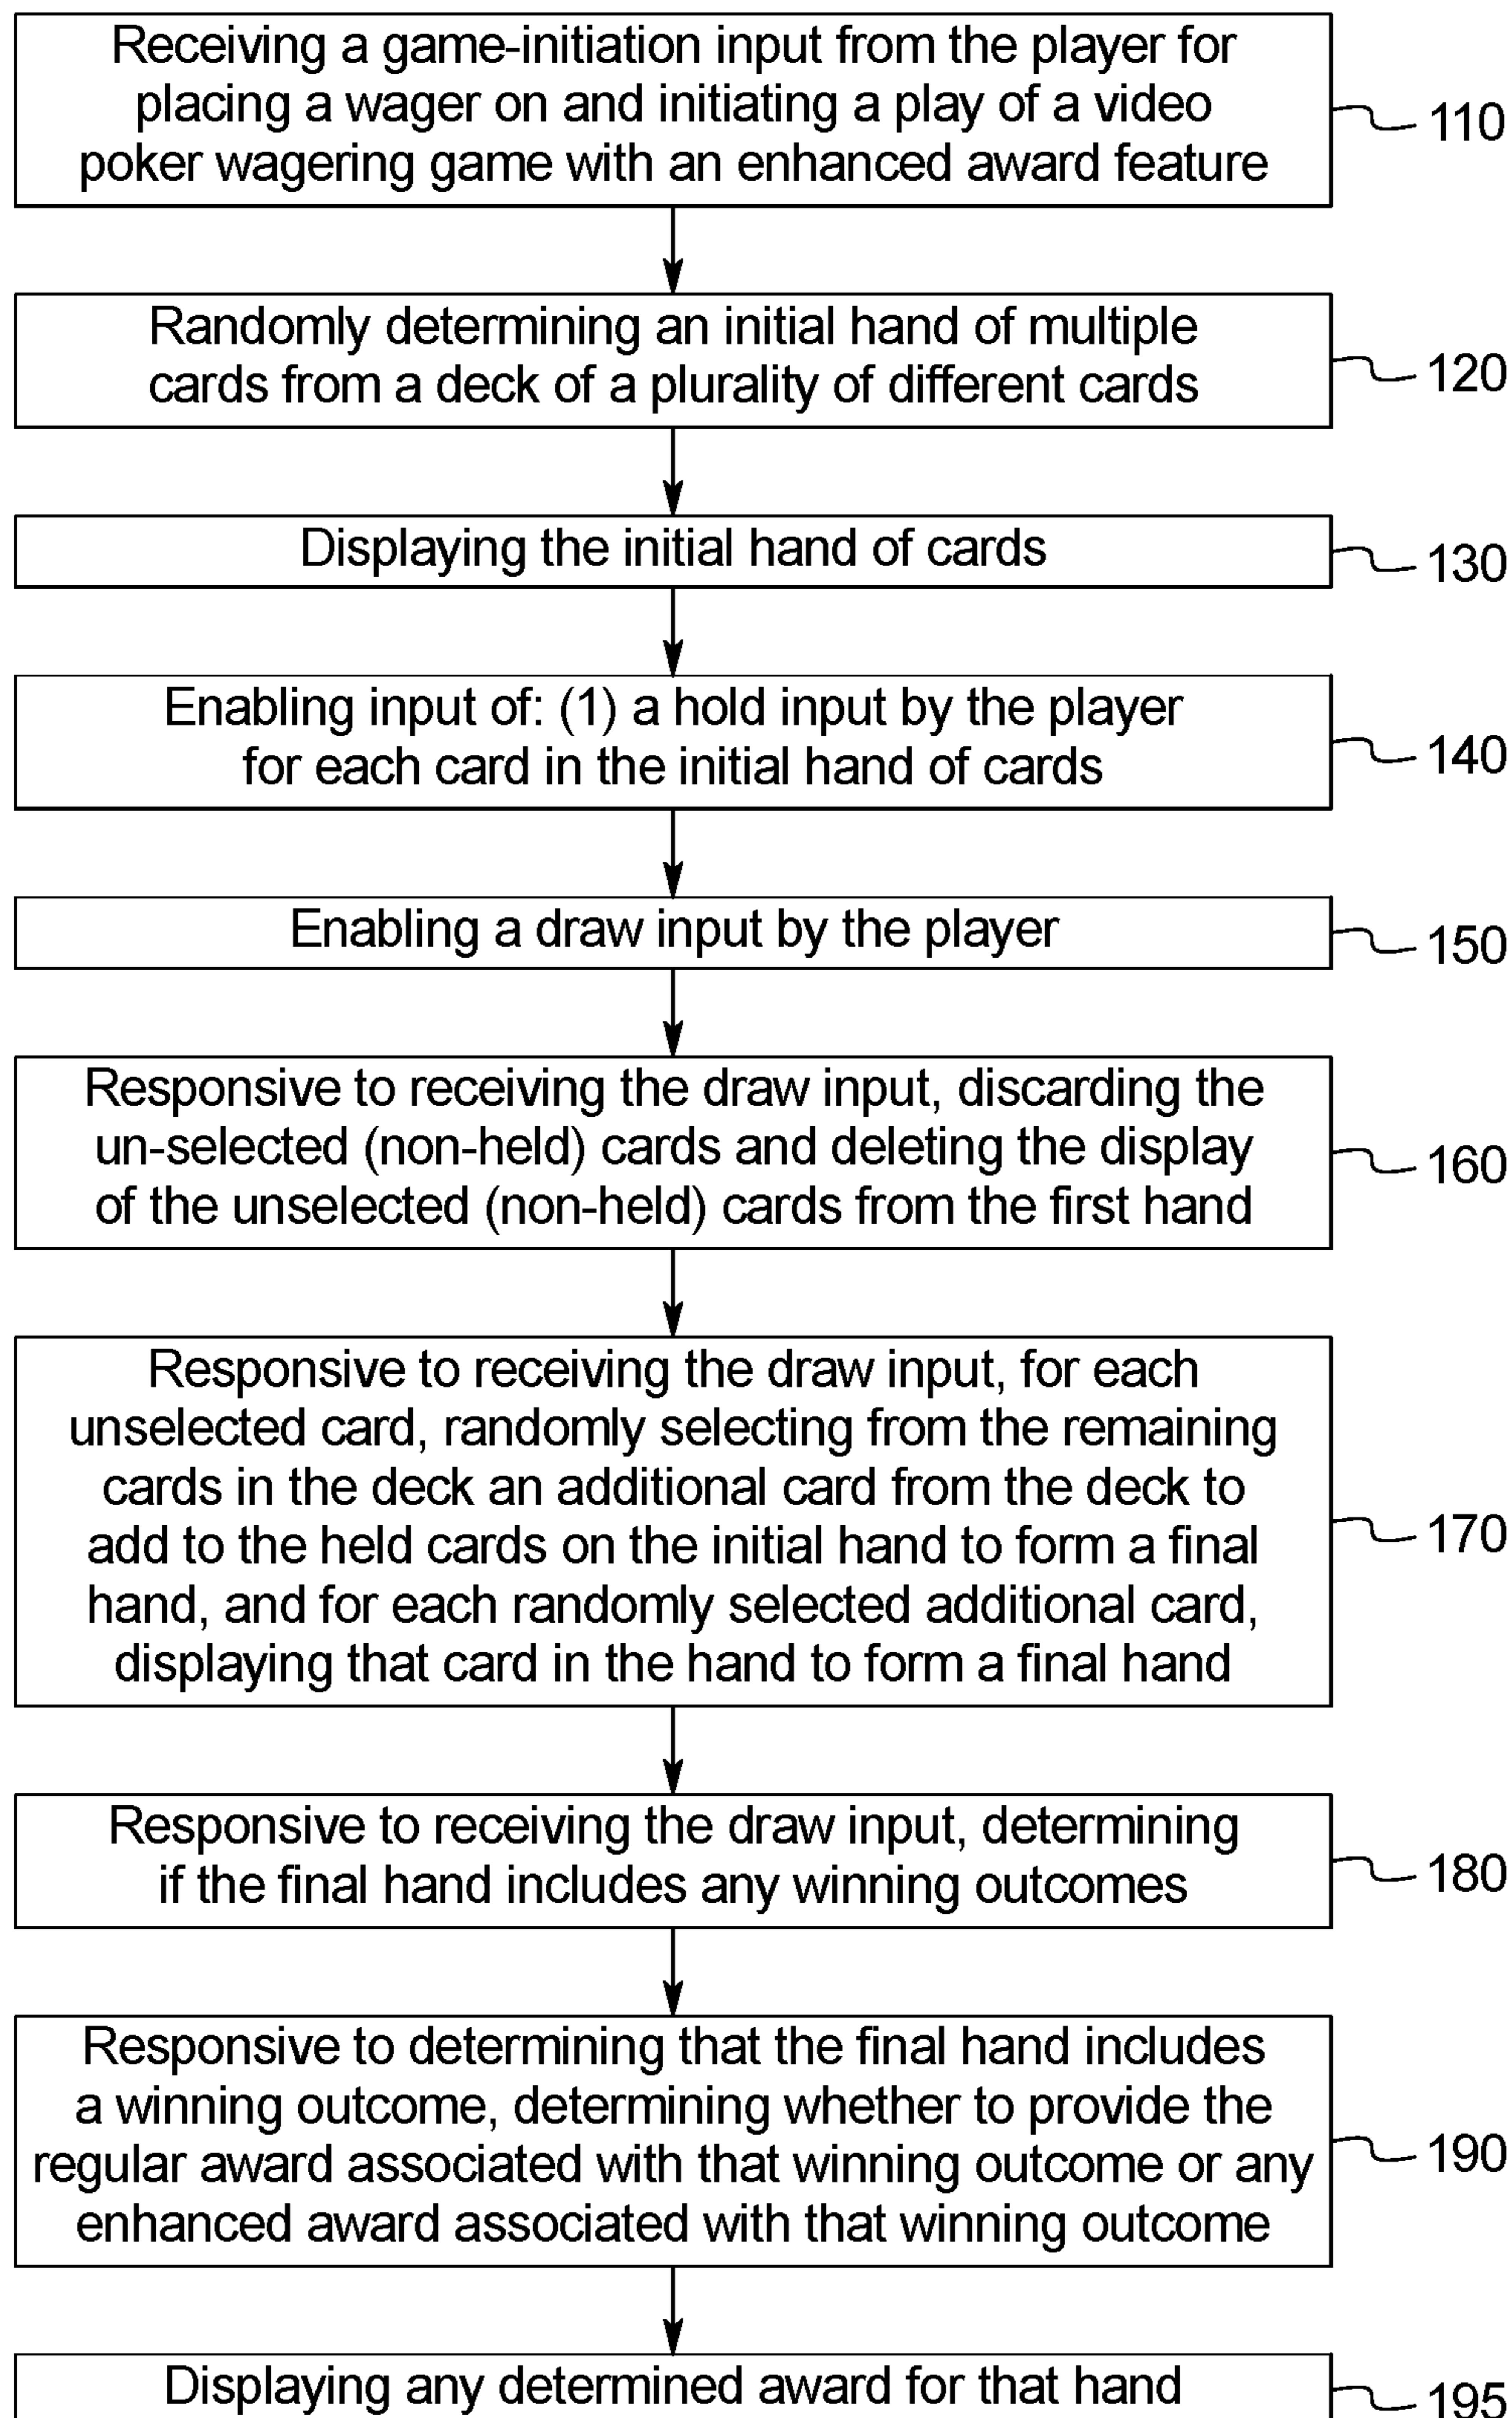 Receiving a game-initiation input from the player for
placing a wager on and initiating a play of a video
poker wagering game with an enhanced award feature
110
Randomly determining an initial hand of multiple
cards from a deck of a plurality of different cards
120
Displaying the initial hand of cards
130
Enabling input of: (1) a hold input by the player
for each card in the initial hand of cards
140
Enabling a draw input by the player
150
Responsive to receiving the draw input, discarding the
un-selected (non-held) cards and deleting the display
of the unselected (non-held) cards from the first hand
160
Responsive to receiving the draw input, for each
unselected card, randomly selecting from the remaining
cards in the deck an additional card from the deck to
add to the held cards on the initial hand to form a final
hand, and for each randomly selected additional card,
displaying that card in the hand to form a final hand
170
Responsive to receiving the draw input, determining
if the final hand includes any winning outcomes
180
Responsive to determining that the final hand includes
a winning outcome, determining whether to provide the
regular award associated with that winning outcome or any
enhanced award associated with that winning outcome
190
Displaying any determined award for that hand
195